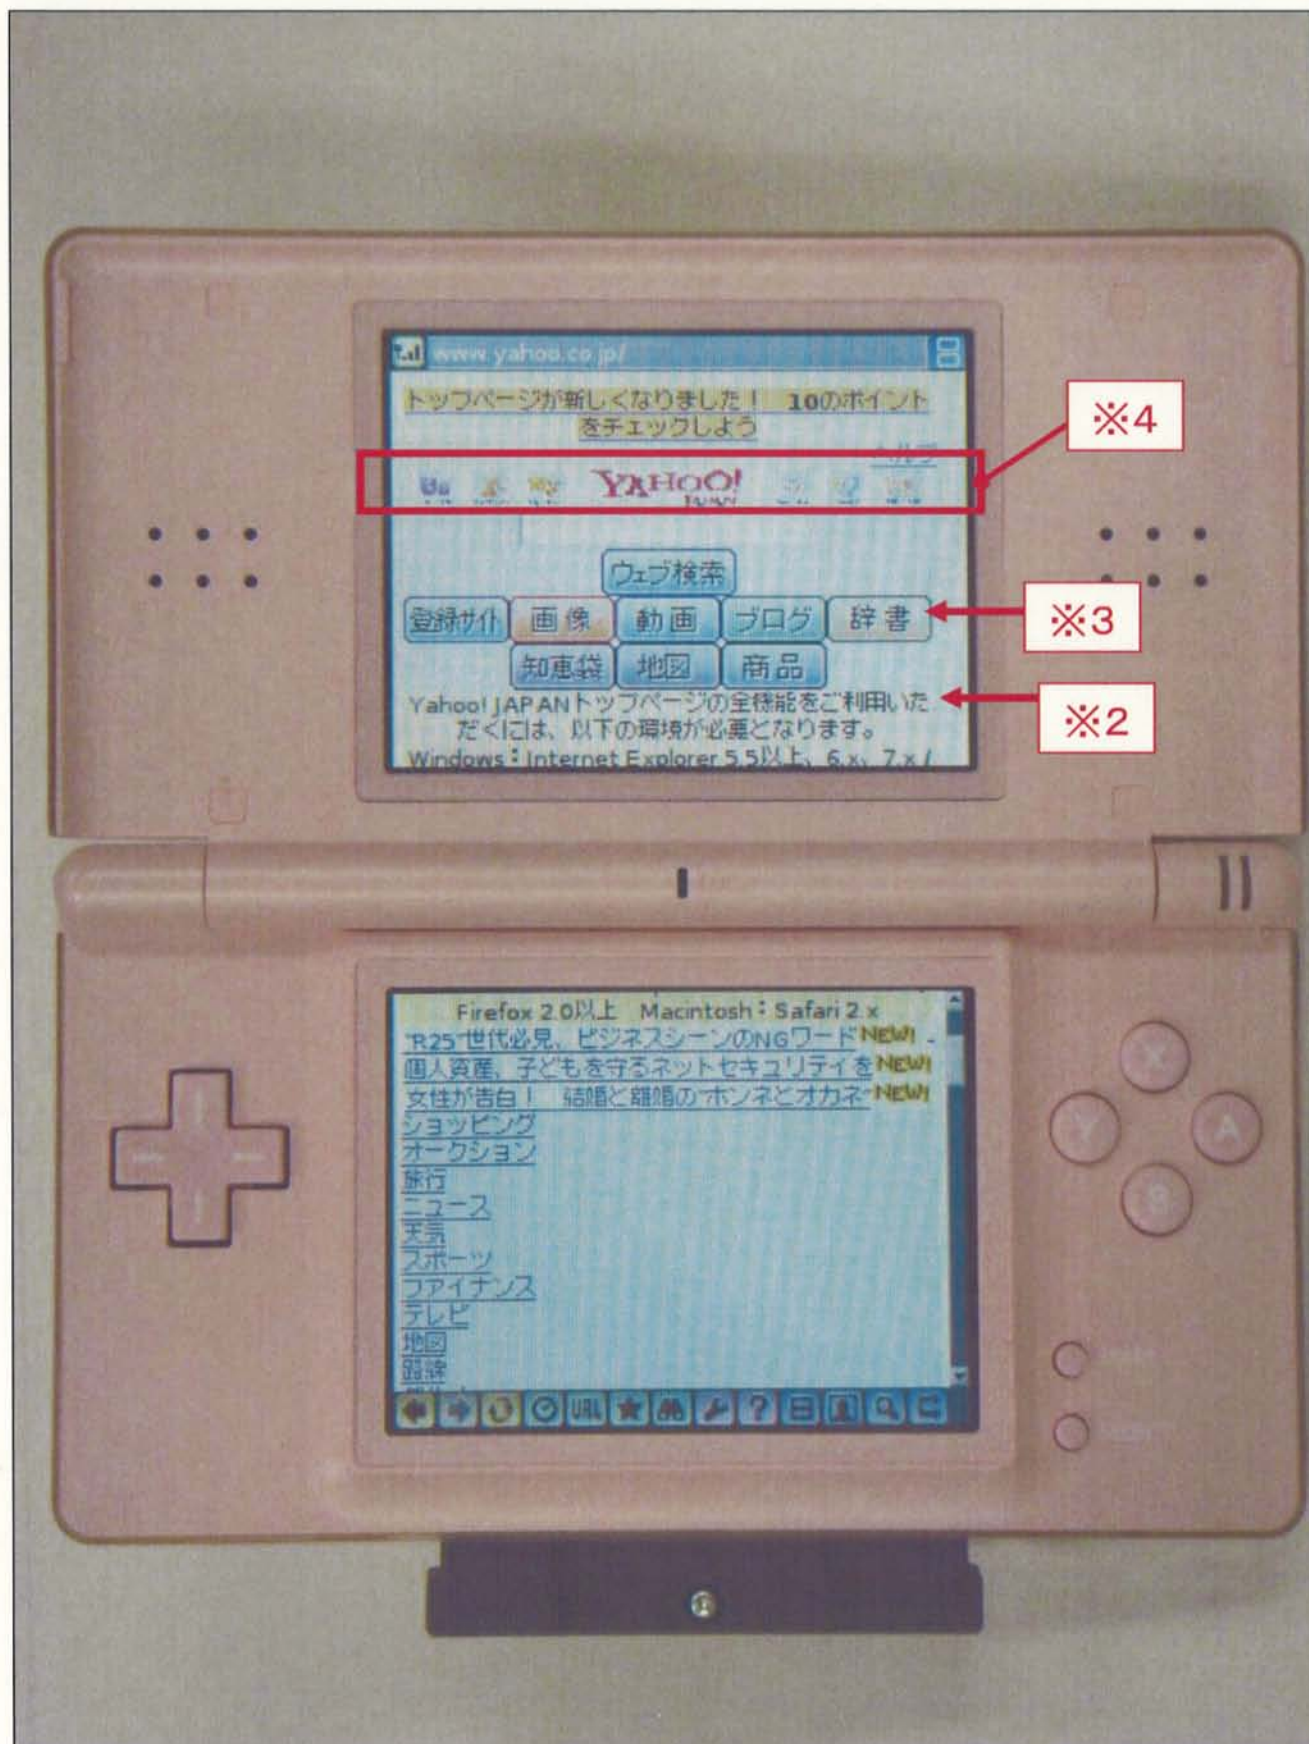 www.yahoo.co.jp/
トップページが新しくなりました! 10のポイント
をチェックしよう
ヘルプ
※4
YAHOO!
JAPAN
ウェブ検索
登録サイト 画像 動画 ブログ 辞書
※3
知恵袋 地図 商品
Yahoo! JAPANトップページの全機能をご利用いた
※2
だくには、以下の環境が必要となります。
Windows:Internet Explorer 5.5以上、6.x、7.x /
Firefox 2.0以上 Macintosh:Safari 2.x
"R25"世代必見、ビジネスシーンのNGワード NEW!
個人資産、子どもを守るネットセキュリティを NEW!
女性が告白! 結婚と離婚の"ホンネとオカネ" NEW!
ショッピング
オークション
旅行
ニュース
天気
スポーツ
ファイナンス
テレビ
地図
路線
URL ?
X
Y A
B